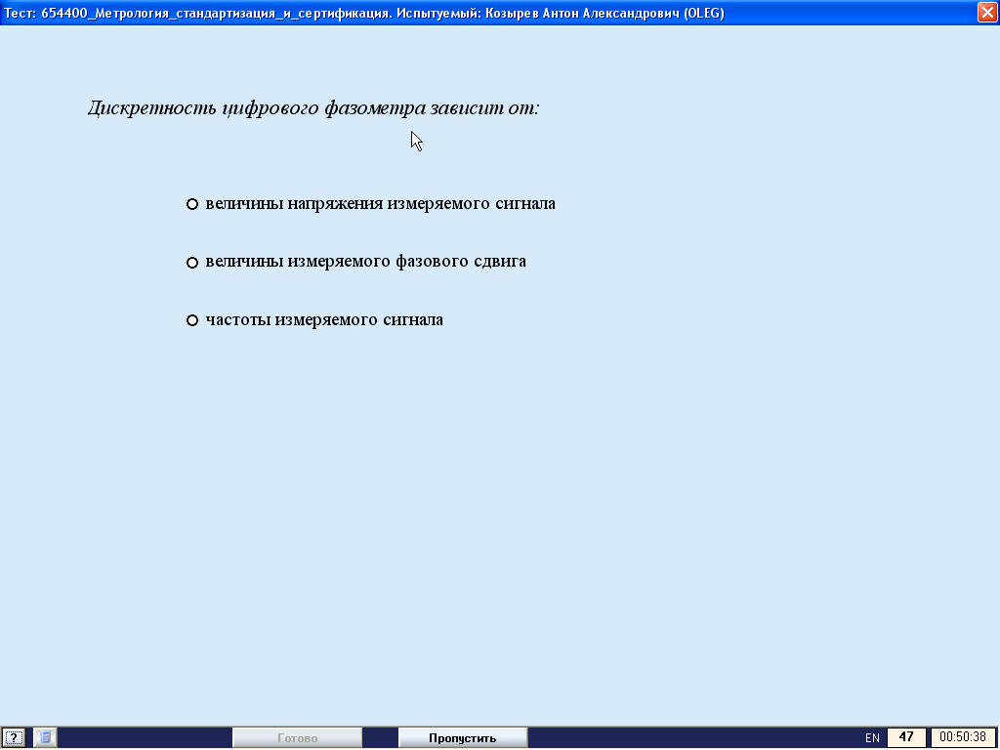 Тест: 654400_Метрология_стандартизация_и_сертификация. Испытуемый: Козырев Антон Александрович (OLEG)
Дискретность цифрового фазометра зависит от:
величины напряжения измеряемого сигнала
величины измеряемого фазового сдвига
частоты измеряемого сигнала
? Готово Пропустить EN 47 00:50:38